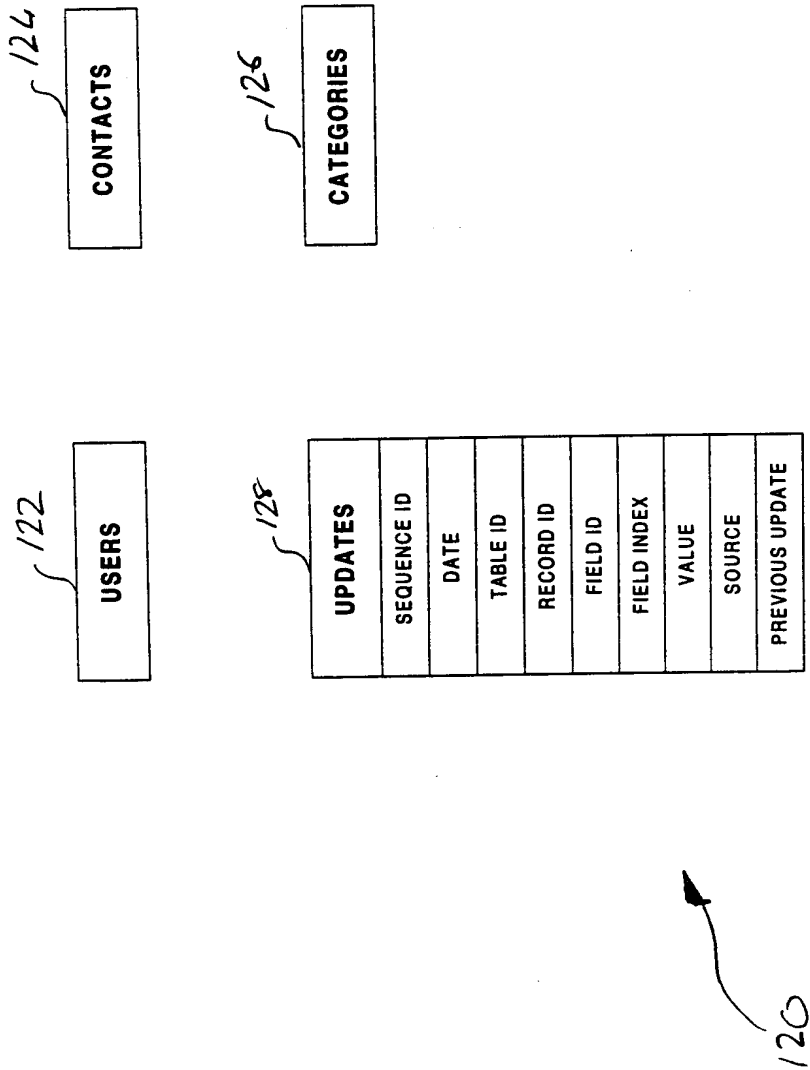 122
USERS
124
CONTACTS
128
UPDATES
SEQUENCE ID
DATE
TABLE ID
RECORD ID
FIELD ID
FIELD INDEX
VALUE
SOURCE
PREVIOUS UPDATE
126
CATEGORIES
120